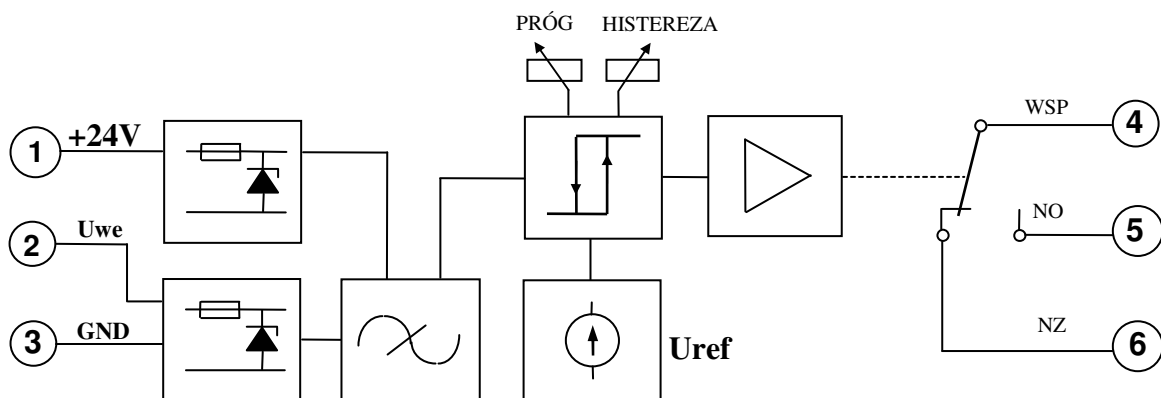 PRÓG
HISTEREZA
1
+24V
WSP
4
2
Uwe
NO
5
3
GND
Uref
NZ
6